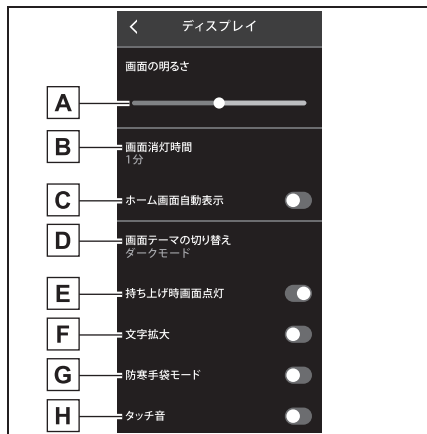 ディスプレイ
画面の明るさ
A
B 画面消灯時間
1分
C ホーム画面自動表示
D 画面テーマの切り替え
ダークモード
E 持ち上げ時画面点灯
F 文字拡大
G 防寒手袋モード
H タッチ音